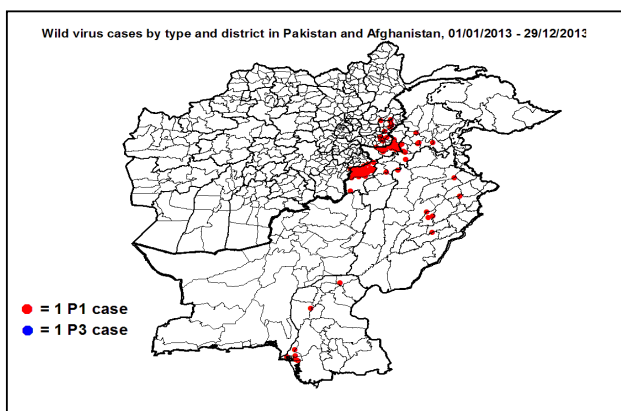 Wild virus cases by type and district in Pakistan and Afghanistan, 01/01/2013 - 29/12/2013
= 1 P1 case
= 1 P3 case